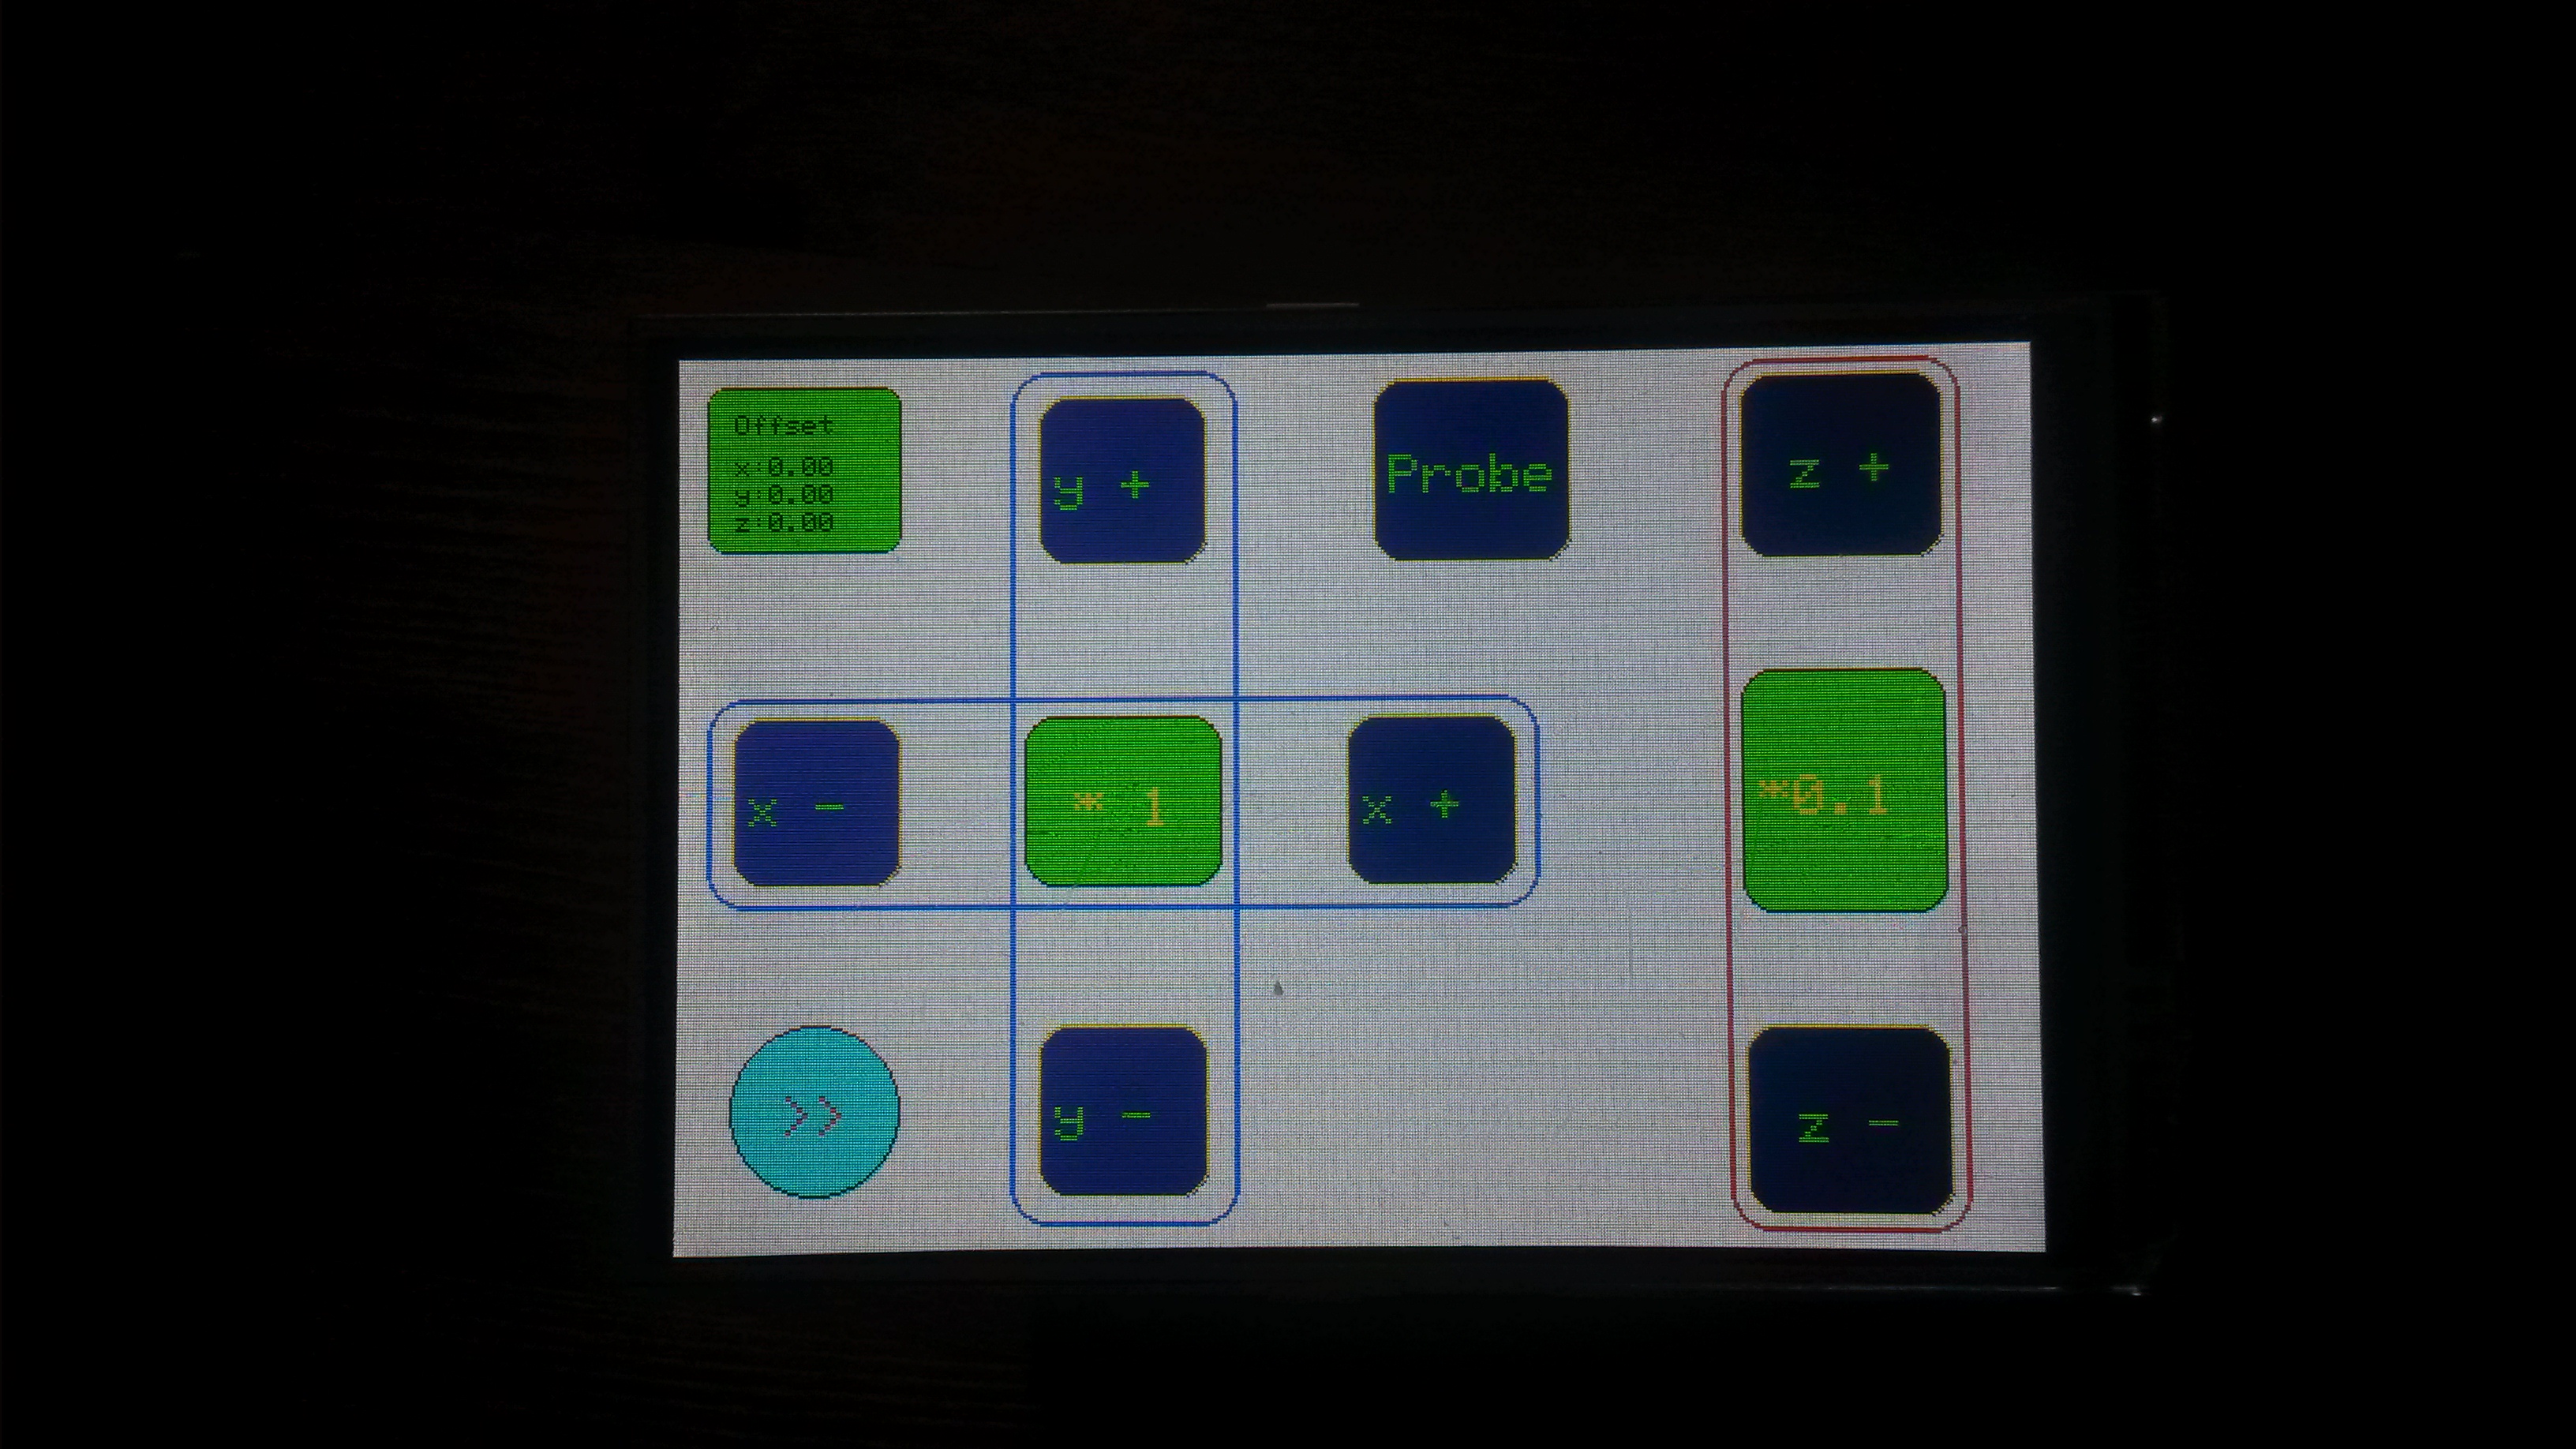 Offset
x:0.00
y:0.00
z:0.00
y +
Probe
z +
x -
* 1
x +
*0.1
>>
y -
z -